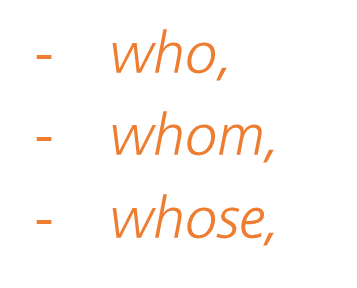 - who,
- whom,
- whose,